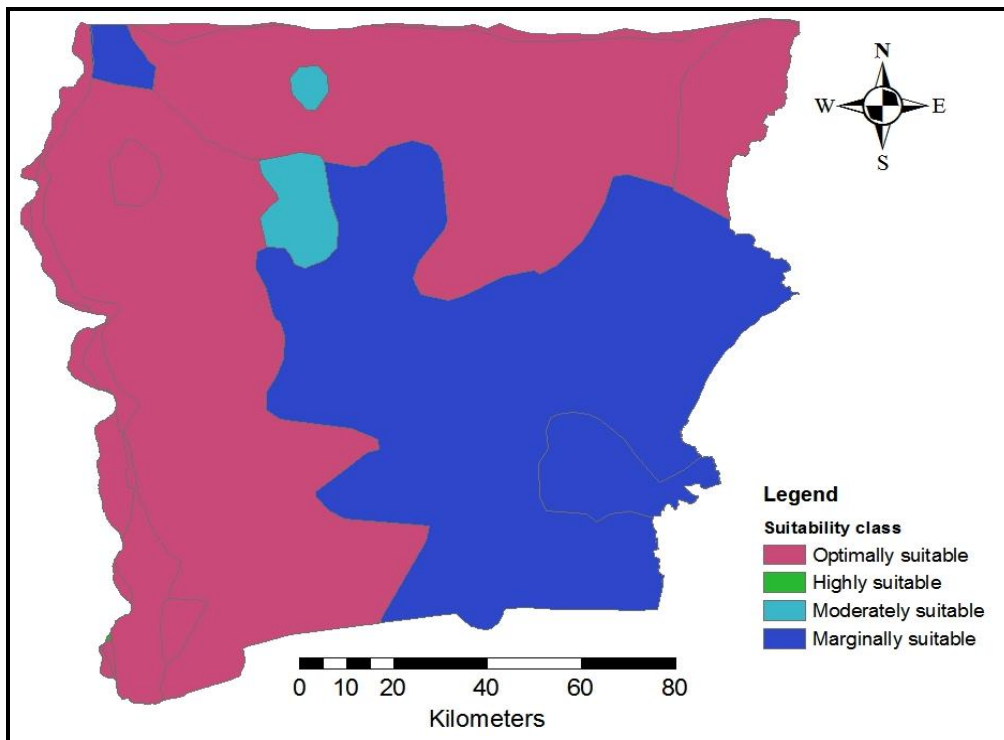 N
W E
S
Legend
Suitability class
Optimally suitable
Highly suitable
Moderately suitable
Marginally suitable
0 10 20 40 60 80
Kilometers